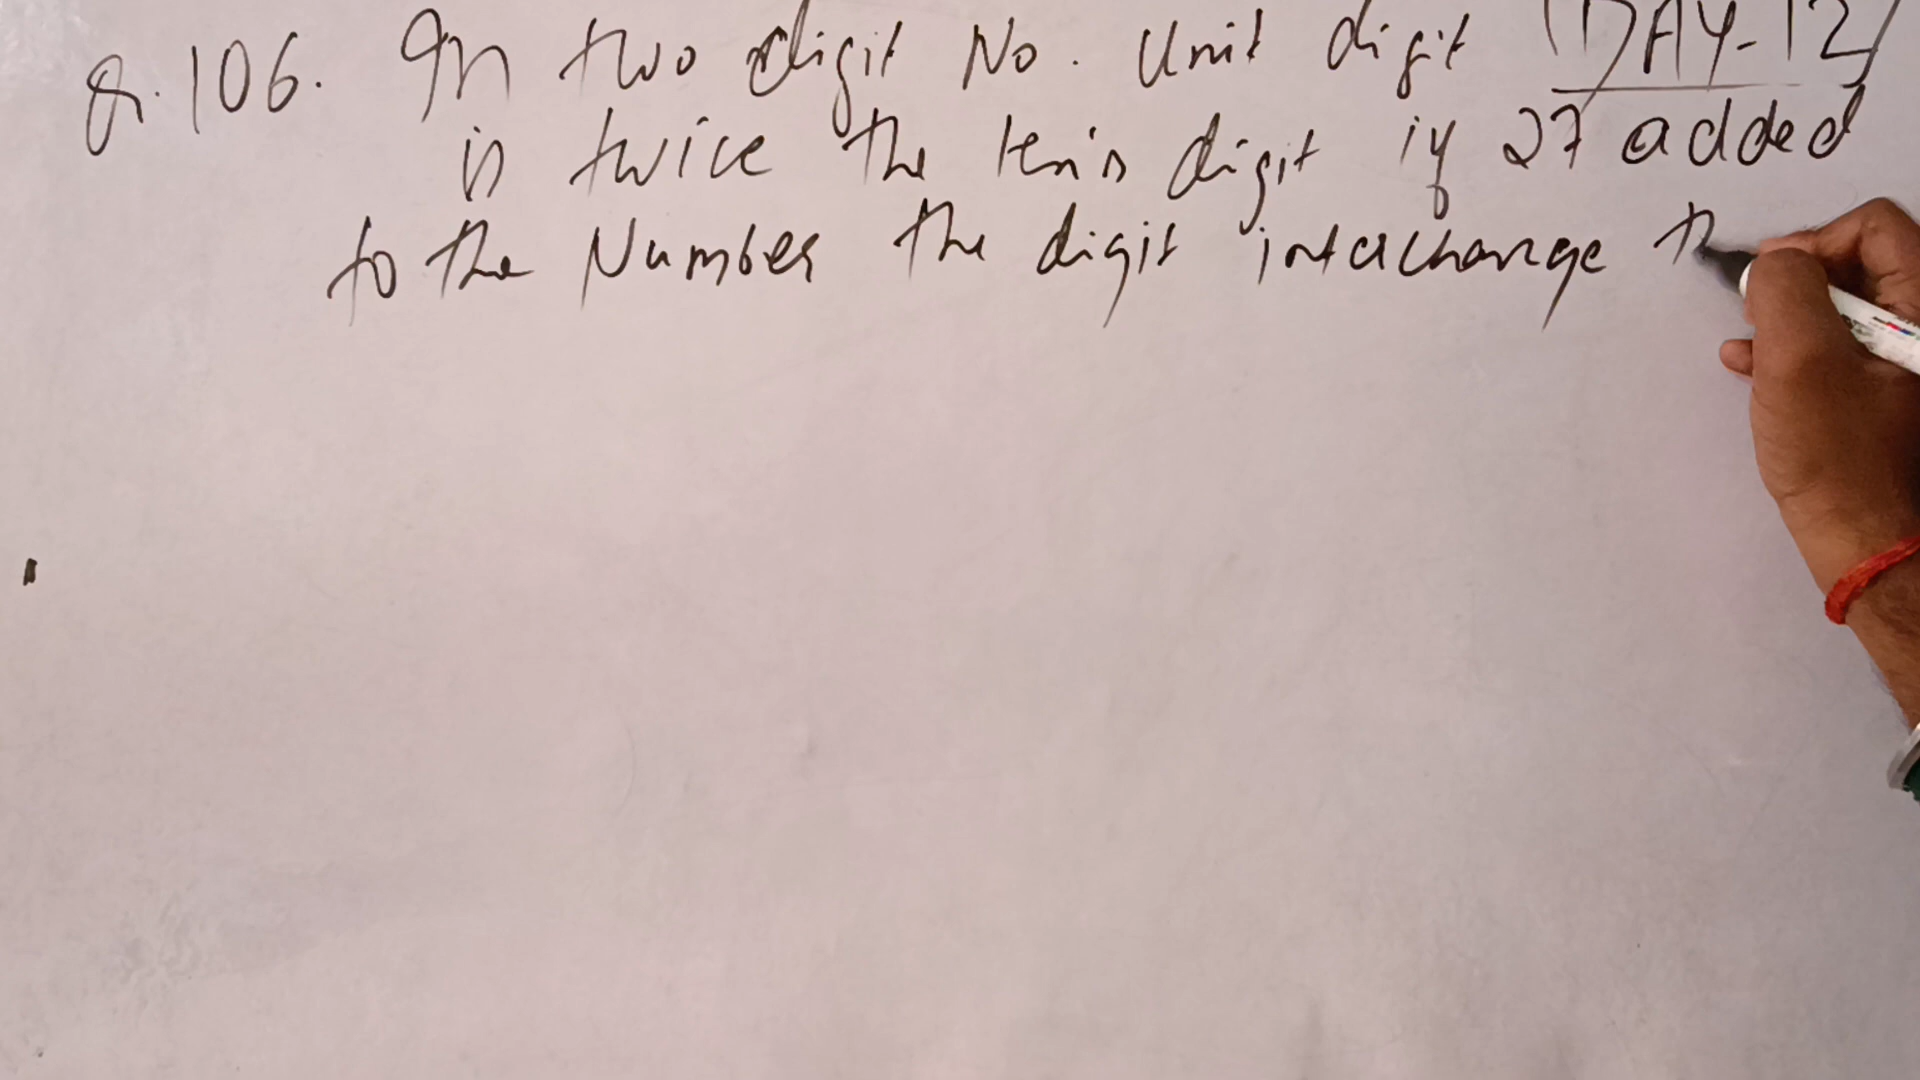 Q.106. In two digit No. Unit digit (DAY-12)
is twice the ten's digit if 27 added
to the Number the digit interchange